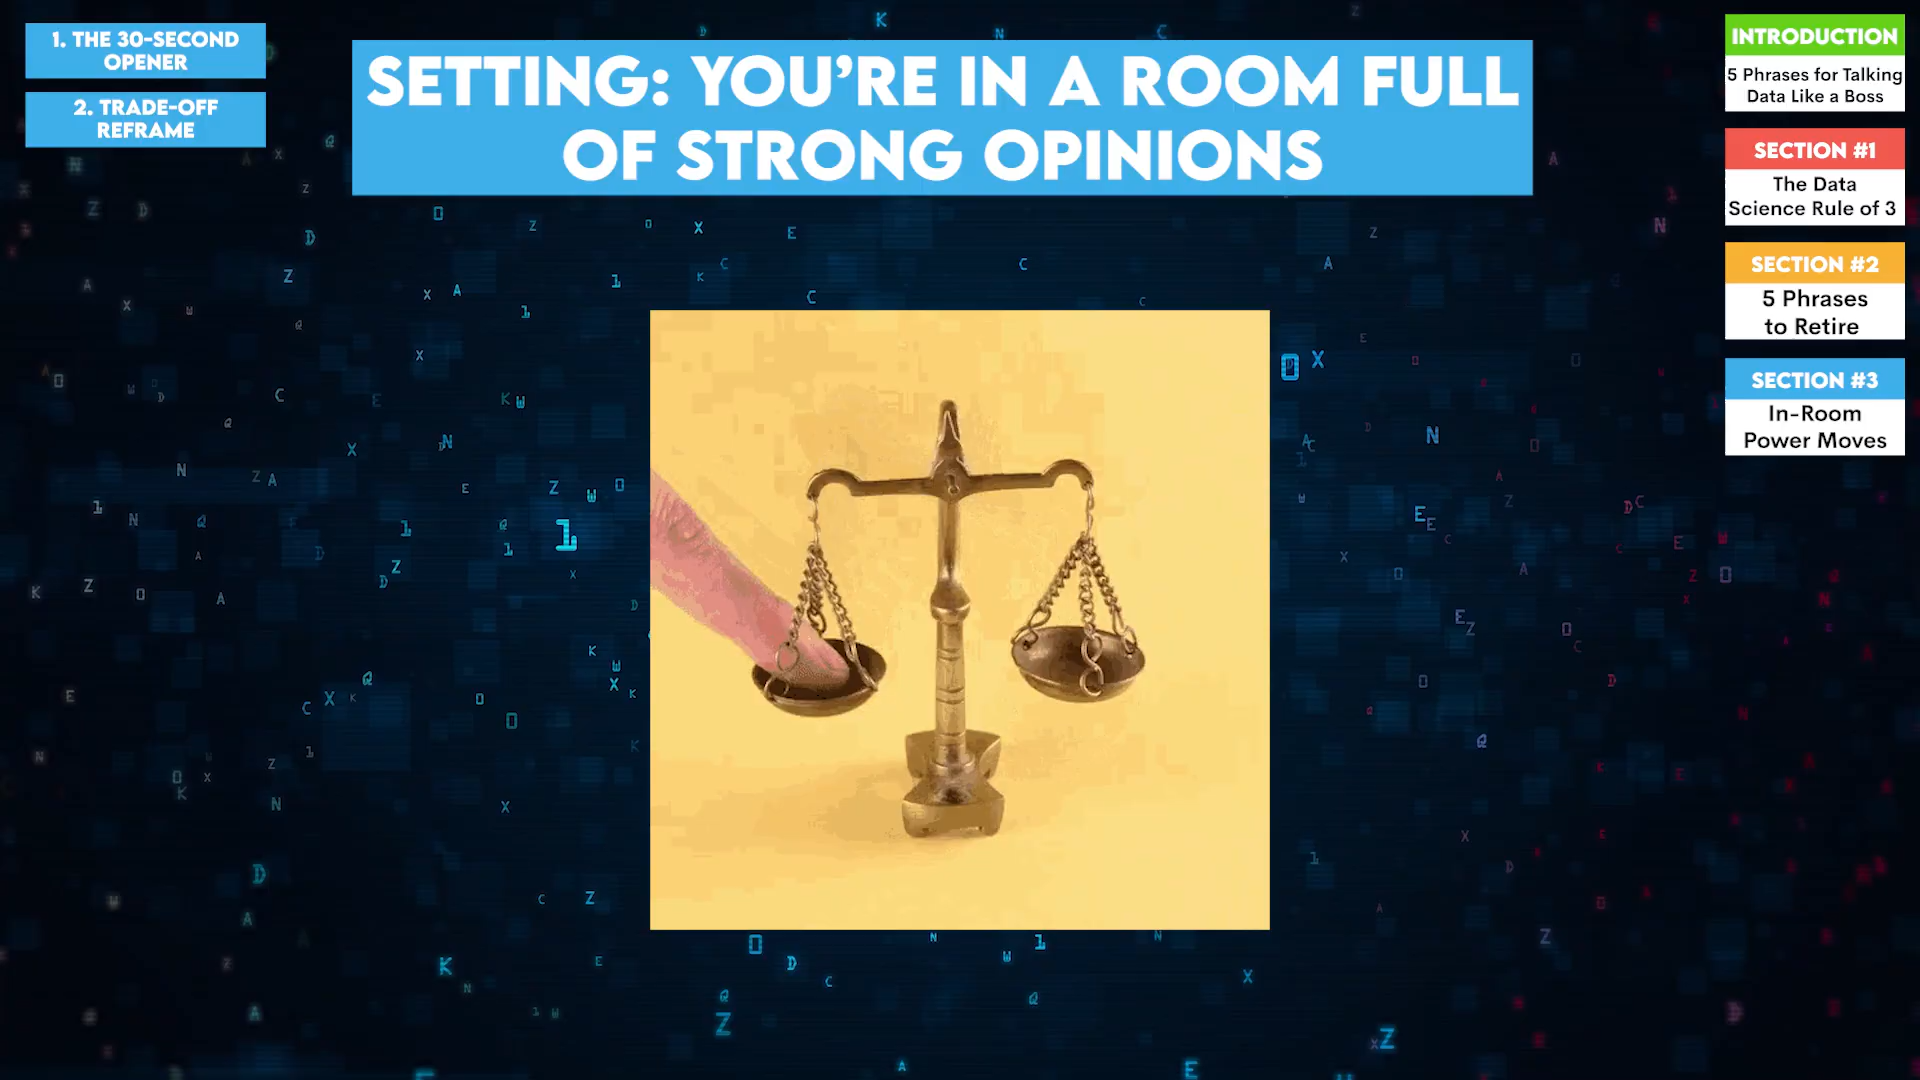 1. THE 30-SECOND
OPENER
2. TRADE-OFF
REFRAME
SETTING: YOU'RE IN A ROOM FULL
OF STRONG OPINIONS
INTRODUCTION
5 Phrases for Talking
Data Like a Boss
SECTION #1
The Data
Science Rule of 3
SECTION #2
5 Phrases
to Retire
SECTION #3
In-Room
Power Moves